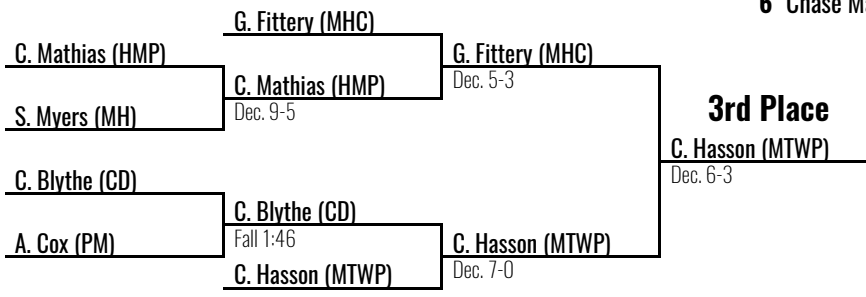 6 Chase
G. Fittery (MHC)
C. Mathias (HMP)
G. Fittery (MHC)
Dec. 5-3
C. Mathias (HMP)
Dec. 9-5
S. Myers (MH)
3rd Place
C. Hasson (MTWP)
Dec. 6-3
C. Blythe (CD)
C. Blythe (CD)
Fall 1:46
A. Cox (PM)
C. Hasson (MTWP)
Dec. 7-0
C. Hasson (MTWP)